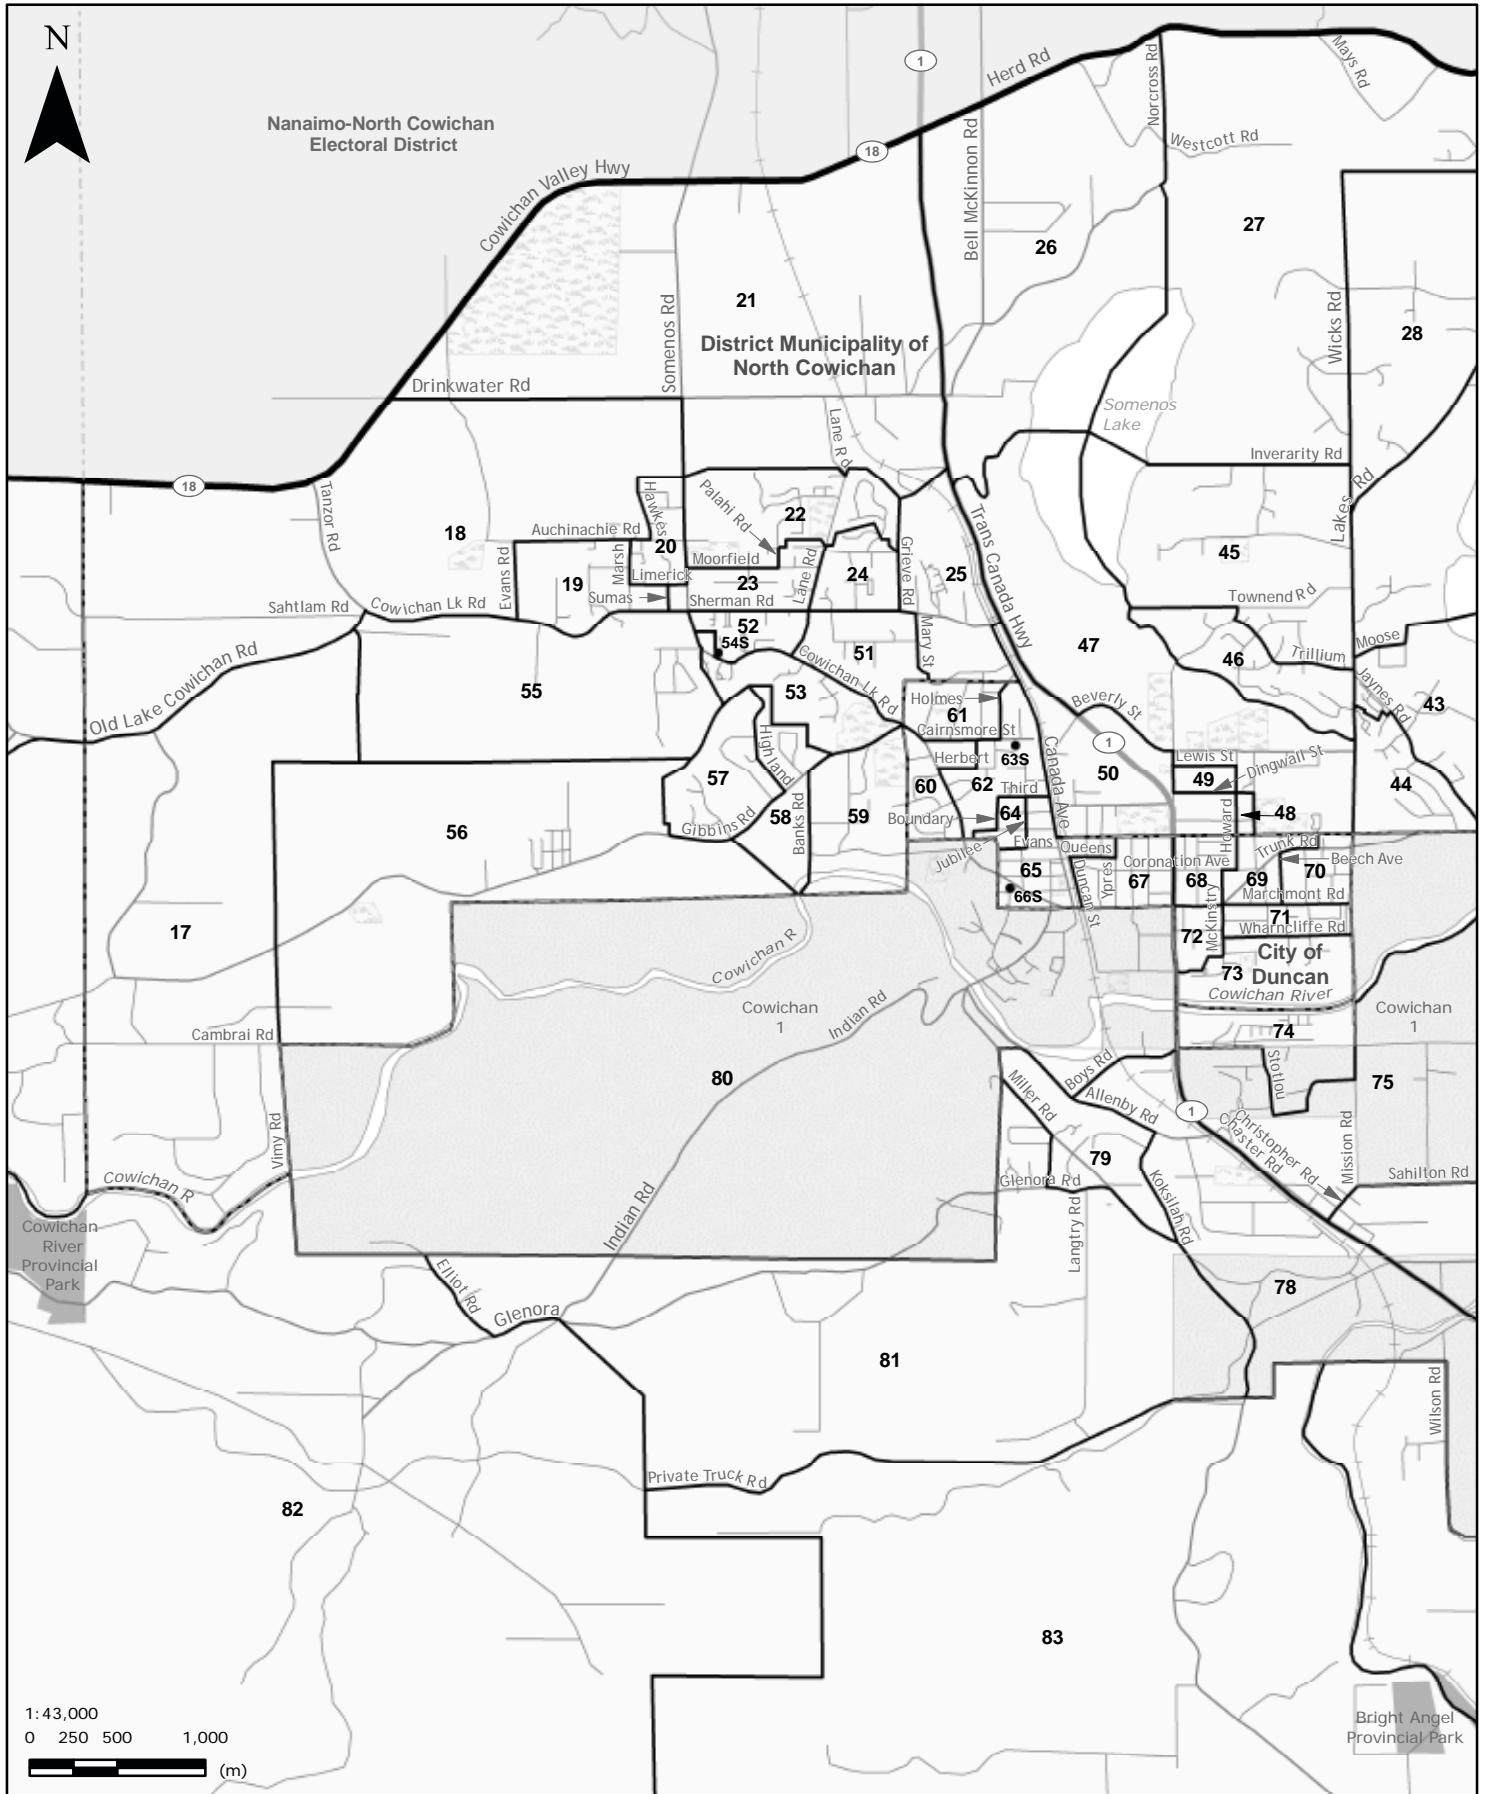 N
1
Herd Rd
Norcross Rd
Mays Rd
Nanaimo-North Cowichan
Electoral District
18
Westcott Rd
Cowichan Valley Hwy
Bell McKinnon Rd
26
27
21
Somenos Rd
Wicks Rd
28
District Municipality of
North Cowichan
Drinkwater Rd
Somenos
Lake
Lane Rd
Inverarity Rd
18
Tanzor Rd
Hawkes
Palahi Rd
22
Lakes Rd
Trans Canada Hwy
18
Auchinachie Rd
20
Moorfield
Grieve Rd
45
Evans Rd
19
Marsh
Limerick
23
Lane Rd
24
25
Sumas
Sherman Rd
Townend Rd
Sahtlam Rd
Cowichan Lk Rd
52
54S
51
Mary St
47
46
Trillium
Moose
Old Lake Cowichan Rd
55
53
Cowichan Lk Rd
Holmes
61
Cairnsmore St
Beverly St
Jaynes Rd
43
Highland
1
Canada Ave
Herbert
63S
Lewis St
Dingwall St
57
60
62
Third
50
49
44
56
Gibbins Rd
58
Banks Rd
59
Boundary
64
Howard
48
Jubilee
Evans
Queens
Trunk Rd
Coronation Ave
Beech Ave
65
Duncan St
Ypres
67
68
69
70
66S
Marchmont Rd
17
72
McKinstry
71
Wharncliffe Rd
City of
Duncan
73
Cowichan R
Cowichan River
Cowichan
1
Indian Rd
Cowichan
1
Cambrai Rd
74
80
Miller Rd
Boys Rd
Stotlou
75
Allenby Rd
1
Christopher Rd
Chaster Rd
Mission Rd
Vimy Rd
79
Cowichan R
Glenora Rd
Koksilah Rd
Sahilton Rd
Cowichan
River
Provincial
Park
Indian Rd
Langtry Rd
Elliot Rd
78
Glenora
81
Wilson Rd
Private Truck Rd
82
83
1:43,000
0 250 500 1,000
(m)
Bright Angel
Provincial Park